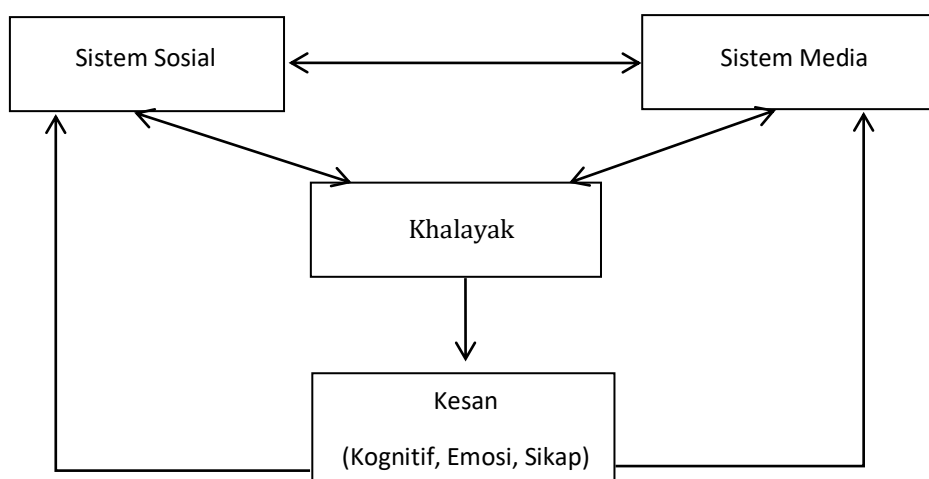 Sistem Sosial
Sistem Media
Khalayak
Kesan
(Kognitif, Emosi, Sikap)